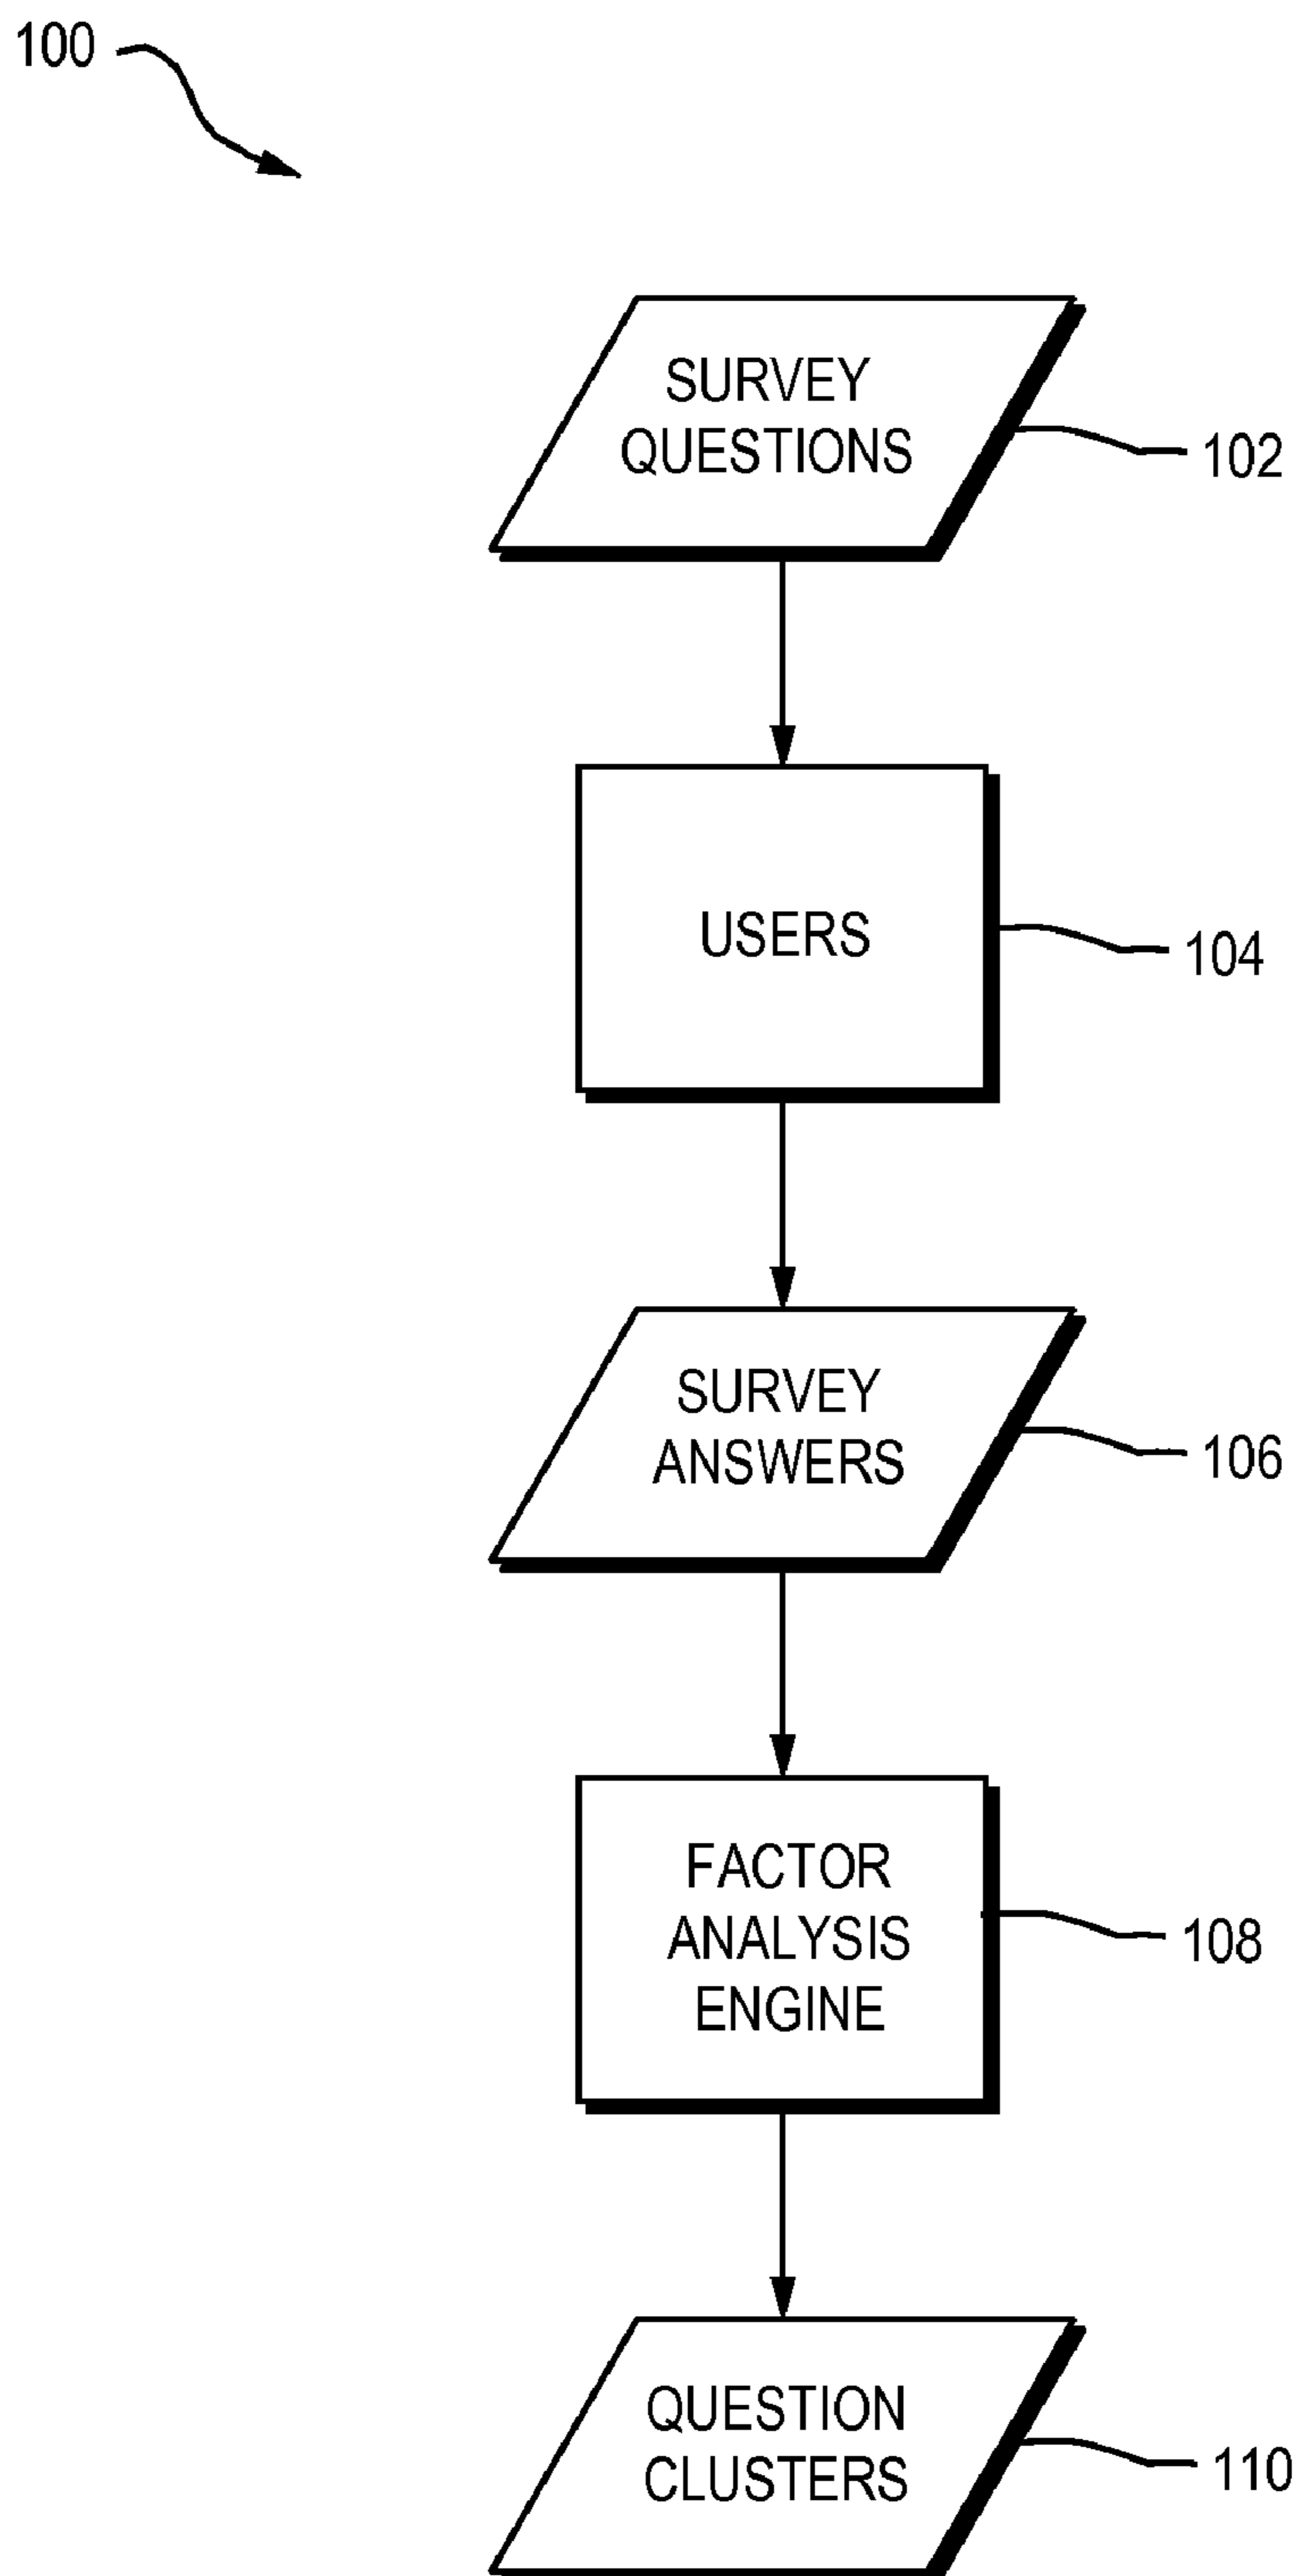 100
SURVEY
QUESTIONS
102
USERS
104
SURVEY
ANSWERS
106
FACTOR
ANALYSIS
ENGINE
108
QUESTION
CLUSTERS
110